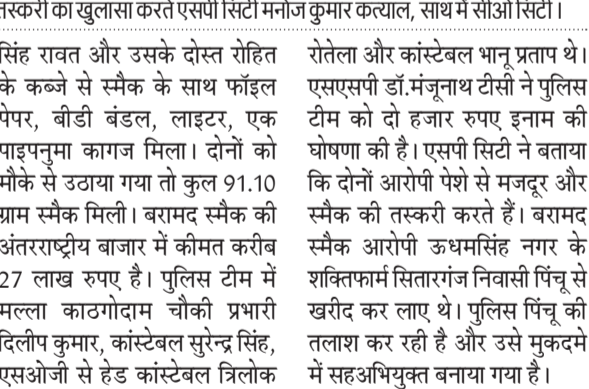 तस्करी का खुलासा करते एसपी सिटी मनोज कुमार कत्याल, साथ में सीओ सिटी।
सिंह रावत और उसके दोस्त रोहित
के कब्जे से स्मैक के साथ फॉइल
पेपर, बीडी बंडल, लाइटर, एक
पाइपनुमा कागज मिला। दोनों को
मौके से उठाया गया तो कुल 91.10
ग्राम स्मैक मिली। बरामद स्मैक की
अंतरराष्ट्रीय बाजार में कीमत करीब
27 लाख रुपए है। पुलिस टीम में
मल्ला काठगोदाम चौकी प्रभारी
दिलीप कुमार, कांस्टेबल सुरेन्द्र सिंह,
एसओजी से हेड कांस्टेबल त्रिलोक
रोतेला और कांस्टेबल भानू प्रताप थे।
एसएसपी डॉ.मंजूनाथ टीसी ने पुलिस
टीम को दो हजार रुपए इनाम की
घोषणा की है। एसपी सिटी ने बताया
कि दोनों आरोपी पेशे से मजदूर और
स्मैक की तस्करी करते हैं। बरामद
स्मैक आरोपी ऊधमसिंह नगर के
शक्तिफार्म सितारगंज निवासी पिंचू से
खरीद कर लाए थे। पुलिस पिंचू की
तलाश कर रही है और उसे मुकदमे
में सहअभियुक्त बनाया गया है।